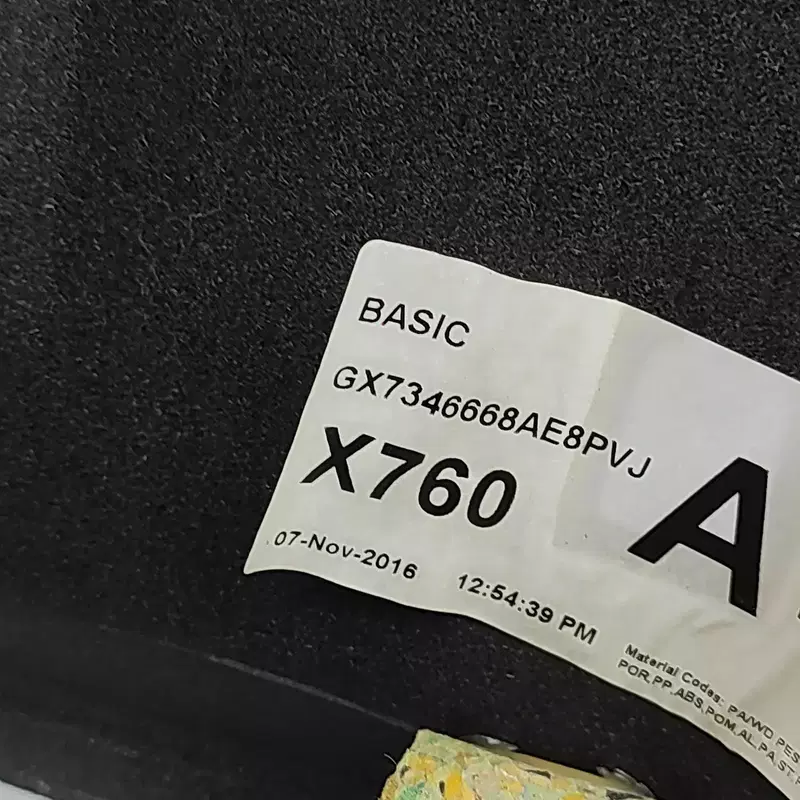 BASIC
GX7346668AE8PVJ
X760
A
07-Nov-2016 12:54:39 PM
Material Codes: PA/WD PES
POR,PP,ABS,POM,AL,PA,ST,